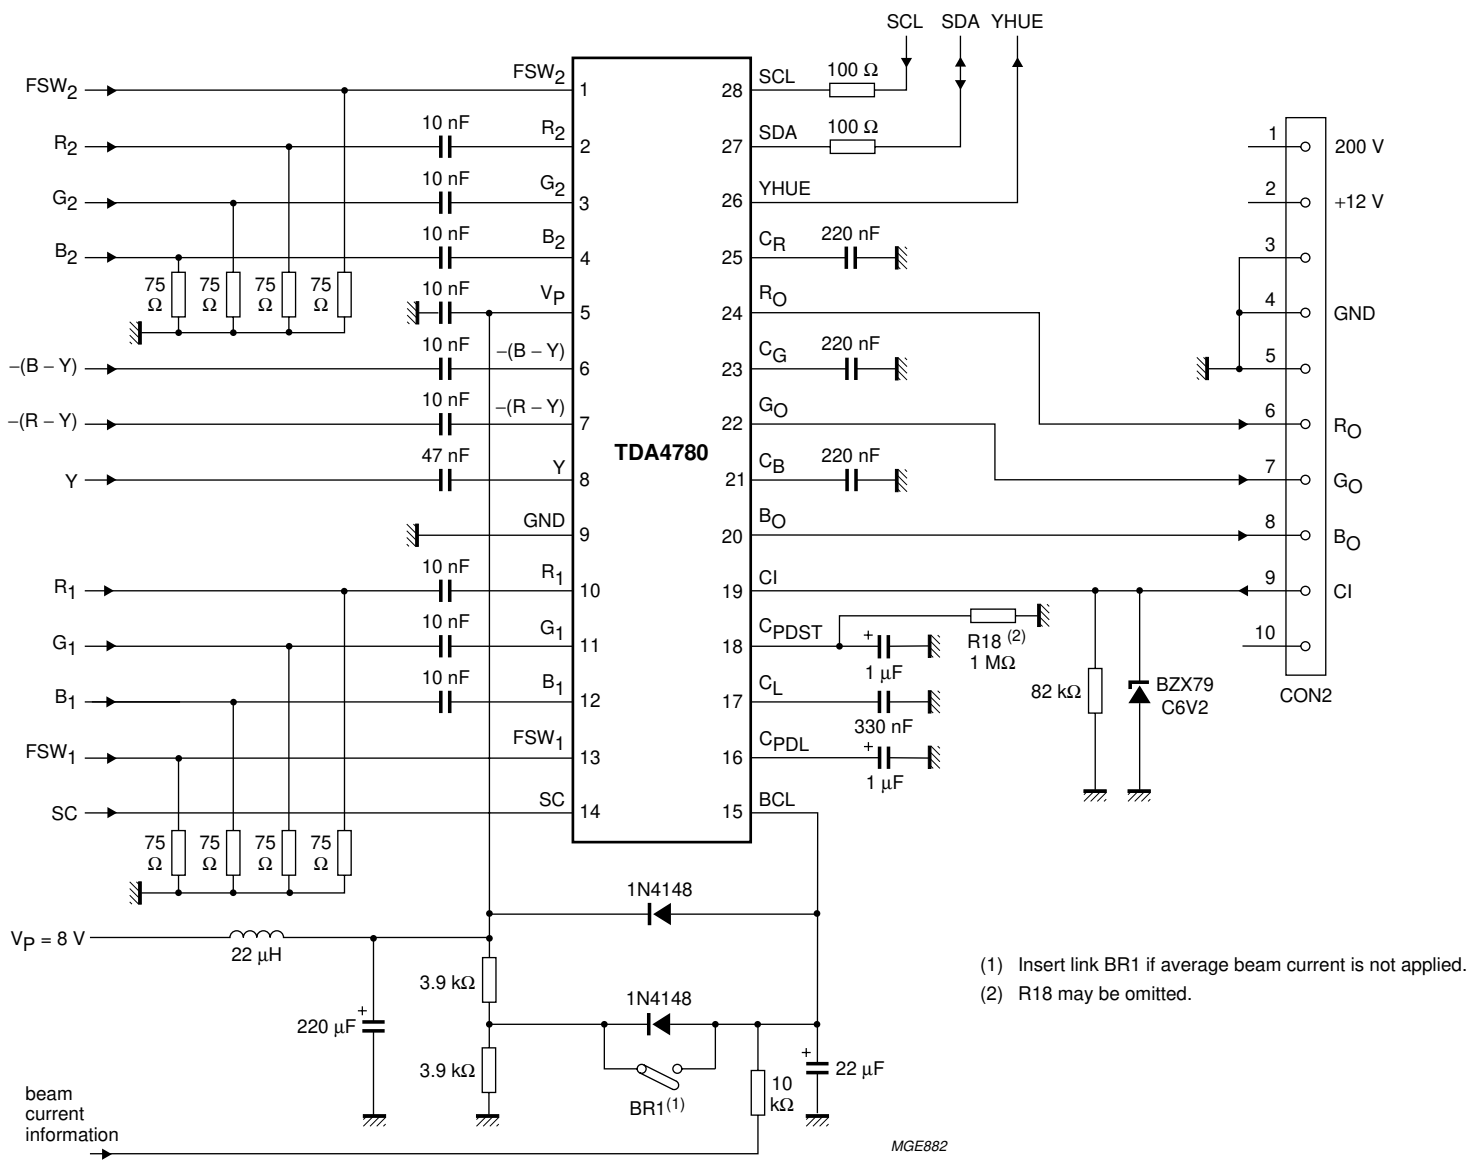 SCL SDA YHUE
FSW2 FSW2 1 28 SCL 100 Ω
R2 10 nF R2 2 27 SDA 100 Ω 1 200 V
G2 10 nF G2 3 26 YHUE 2 +12 V
B2 10 nF B2 4 25 CR 220 nF 3
75 Ω 75 Ω 75 Ω 75 Ω
10 nF VP 5 24 RO 4 GND
−(B − Y) 10 nF −(B − Y) 6 23 CG 220 nF 5
−(R − Y) 10 nF −(R − Y) 7 22 GO 6 RO
TDA4780
Y 47 nF Y 8 21 CB 220 nF 7 GO
GND 9 20 BO 8 BO
R1 10 nF R1 10 19 CI 9 CI
G1 10 nF G1 11 18 CPDST + 1 µF R18 (2) 1 MΩ 10
B1 10 nF B1 12 17 CL 330 nF 82 kΩ BZX79 C6V2 CON2
FSW1 FSW1 13 16 CPDL + 1 µF
SC SC 14 15 BCL
75 Ω 75 Ω 75 Ω 75 Ω
1N4148
VP = 8 V 22 µH
(1) Insert link BR1 if average beam current is not applied.
(2) R18 may be omitted.
3.9 kΩ
1N4148
220 µF +
3.9 kΩ
BR1(1)
10 kΩ
+ 22 µF
beam
current
information
MGE882